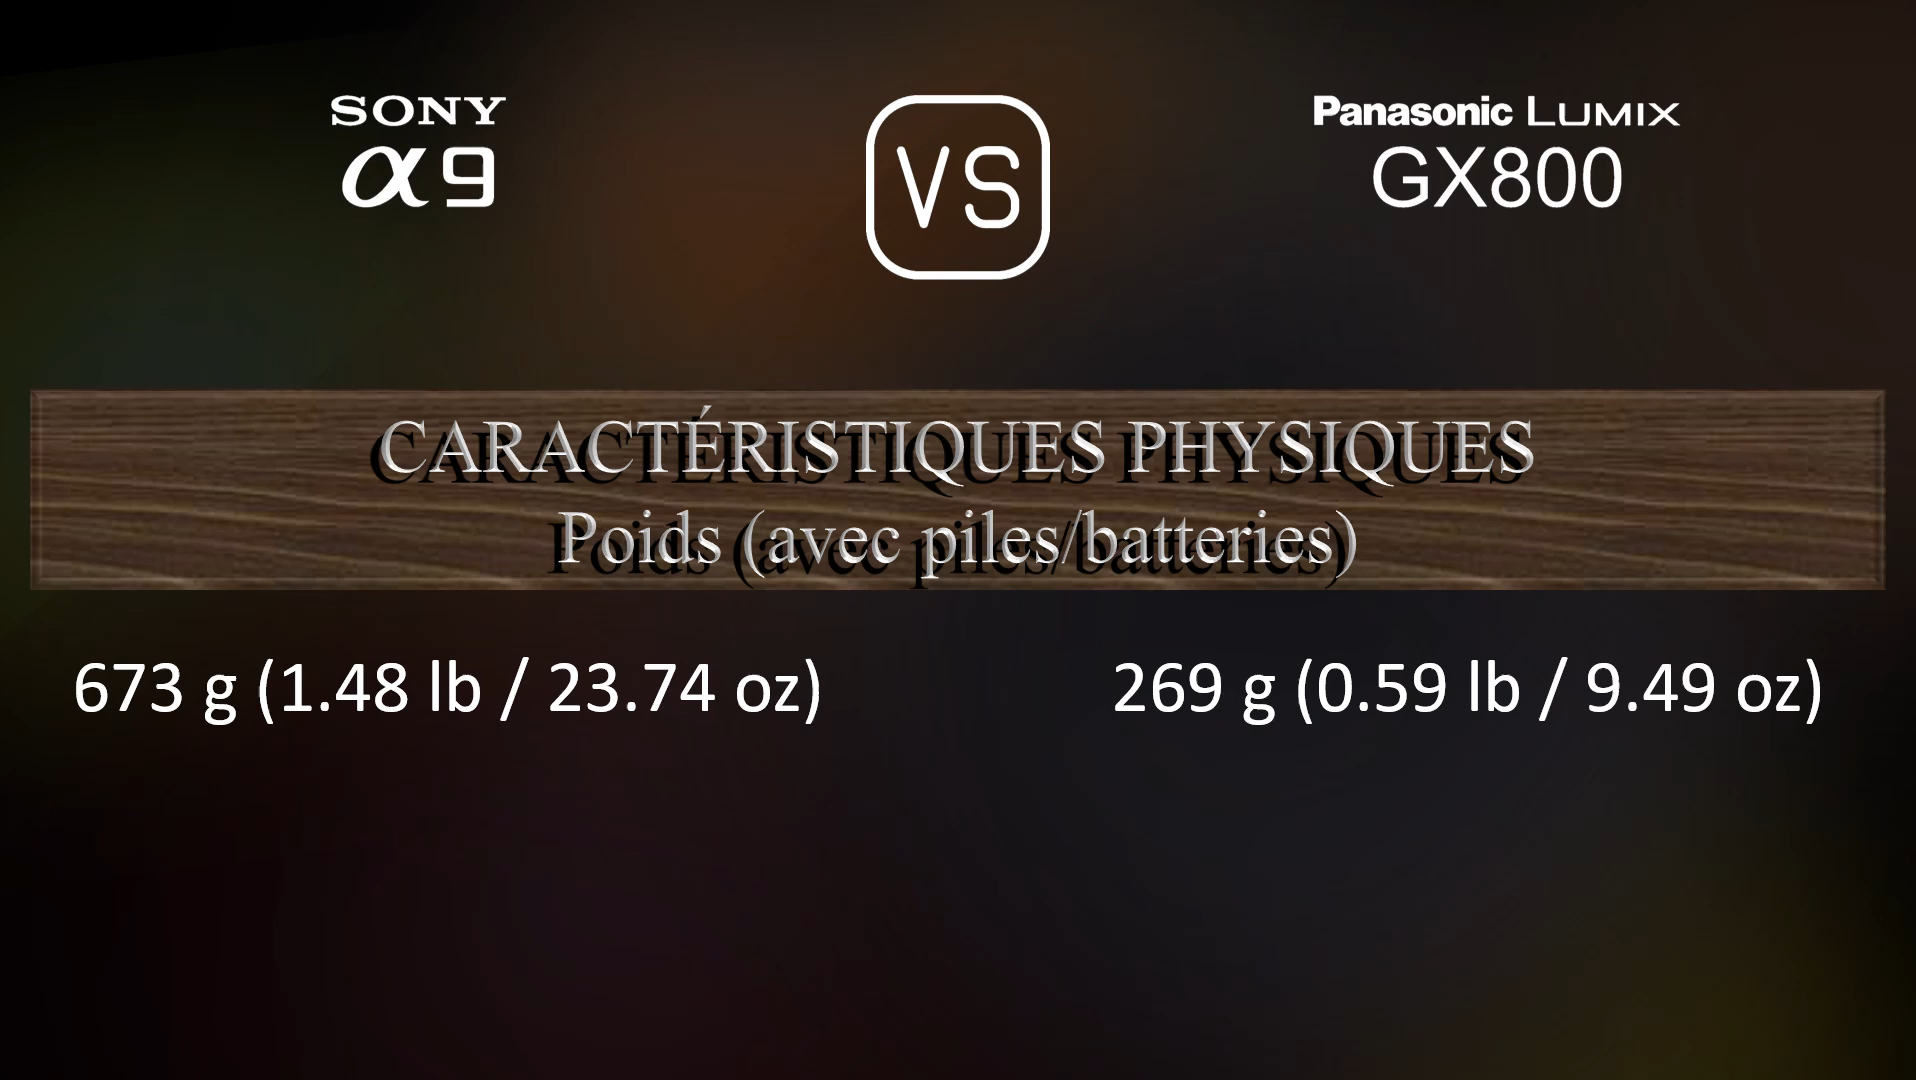 SONY
α9
VS
Panasonic LUMIX
GX800
CARACTÉRISTIQUES PHYSIQUES
Poids (avec piles/batteries)
673 g (1.48 lb / 23.74 oz)
269 g (0.59 lb / 9.49 oz)